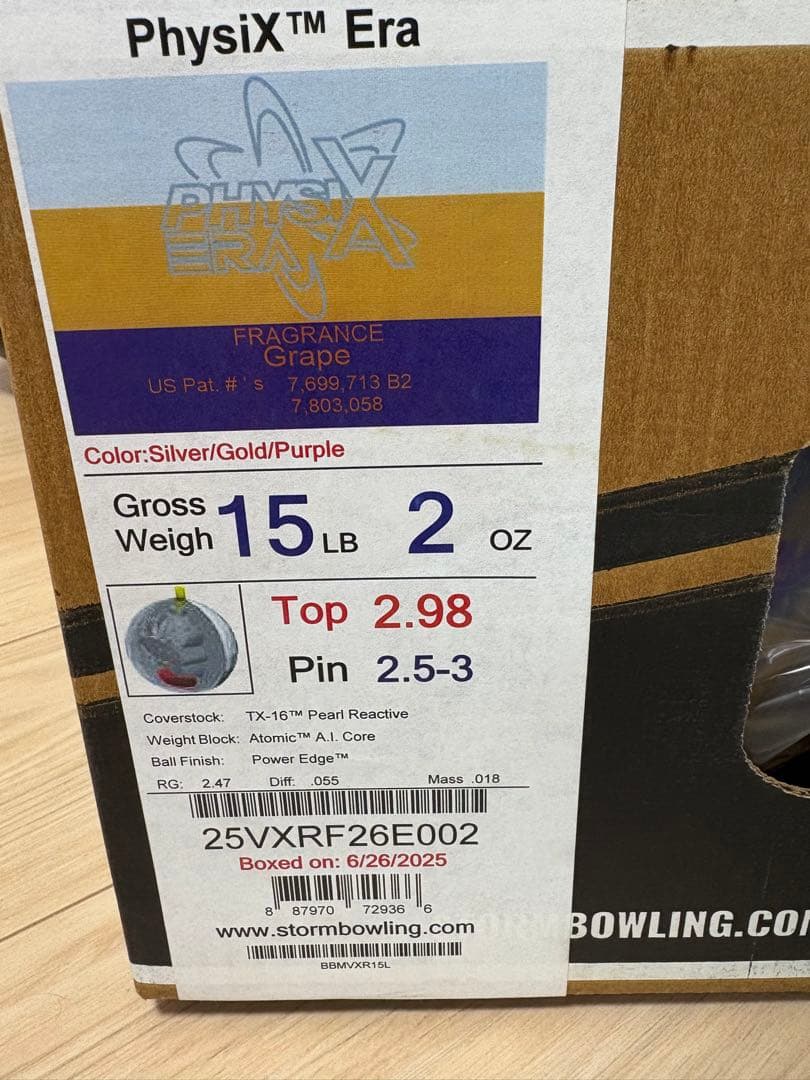 PhysiX™ Era
PHYSIX
ERA
FRAGRANCE
Grape
US Pat. # ' s 7,699,713 B2
7,803,058
Color:Silver/Gold/Purple
Gross
Weigh 15 LB 2 OZ
Top 2.98
Pin 2.5-3
Coverstock: TX-16™ Pearl Reactive
Weight Block: Atomic™ A.I. Core
Ball Finish: Power Edge™
RG: 2.47 Diff: .055 Mass .018
25VXRF26E002
Boxed on: 6/26/2025
8 87970 72936 6
www.stormbowling.com
BBMVXR15L
STORMBOWLING.COM